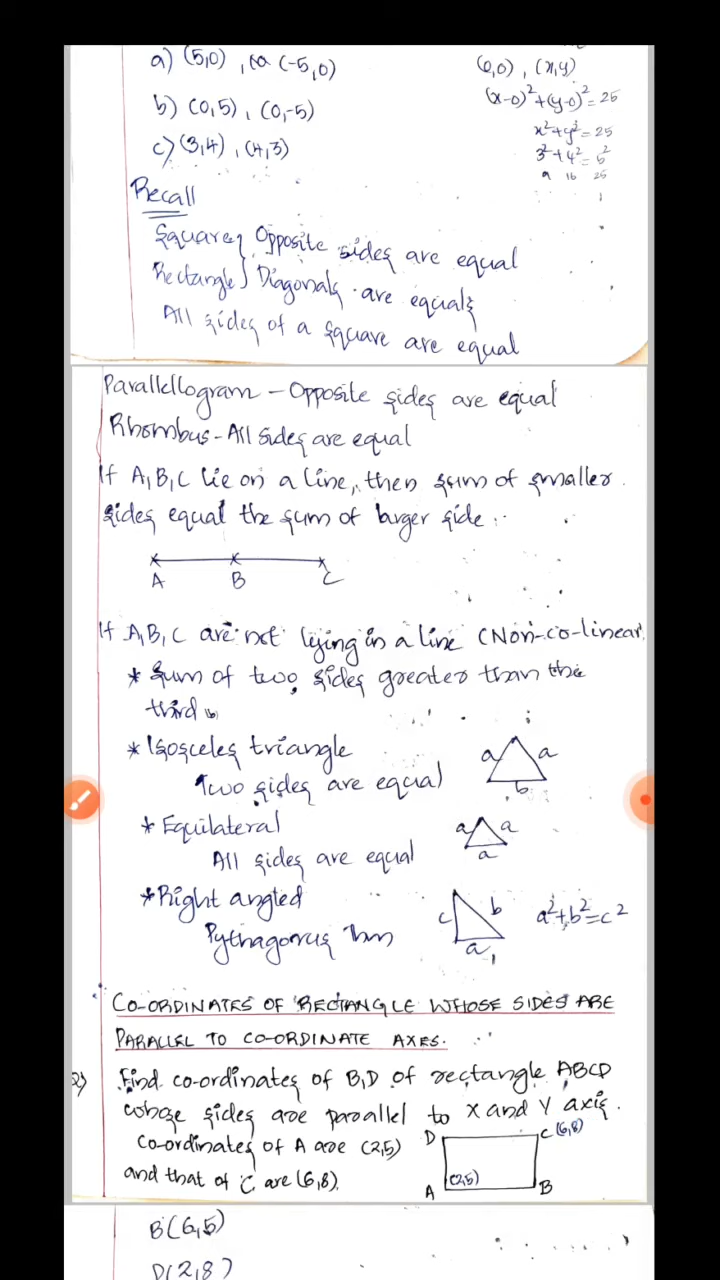 a) (5,0) , (-5,0)
b) (0,5) , (0,-5)
c) (3,4) , (4,3)
(0,0) , (x,y)
(x-0)²+(y-0)²=25
x²+y²=25
3²+4²=5²
9 16 25
Recall
Square } Opposite sides are equal
Rectangle } Diagonals are equal
All sides of a square are equal
Parallellogram - Opposite sides are equal
Rhombus - All sides are equal
If A,B,C lie on a line, then sum of smaller
sides equal the sum of larger side
A B C
If A,B,C are not lying in a line (Non-co-linear
* Sum of two sides greater than the
third
* Isosceles triangle
a a
Two sides are equal
b
* Equilateral
a a
All sides are equal
a
* Right angled
c b a²+b²=c²
Pythagorus thm
a
CO-ORDINATES OF RECTANGLE WHOSE SIDES ARE
PARALLEL TO CO-ORDINATE AXES.
Q) Find co-ordinates of B,D of rectangle ABCD
whose sides are parallel to X and Y axis.
Co-ordinates of A are (2,5)
and that of C are (6,8).
D C (6,8)
(2,5)
A B
B(6,5)
D(2,8)